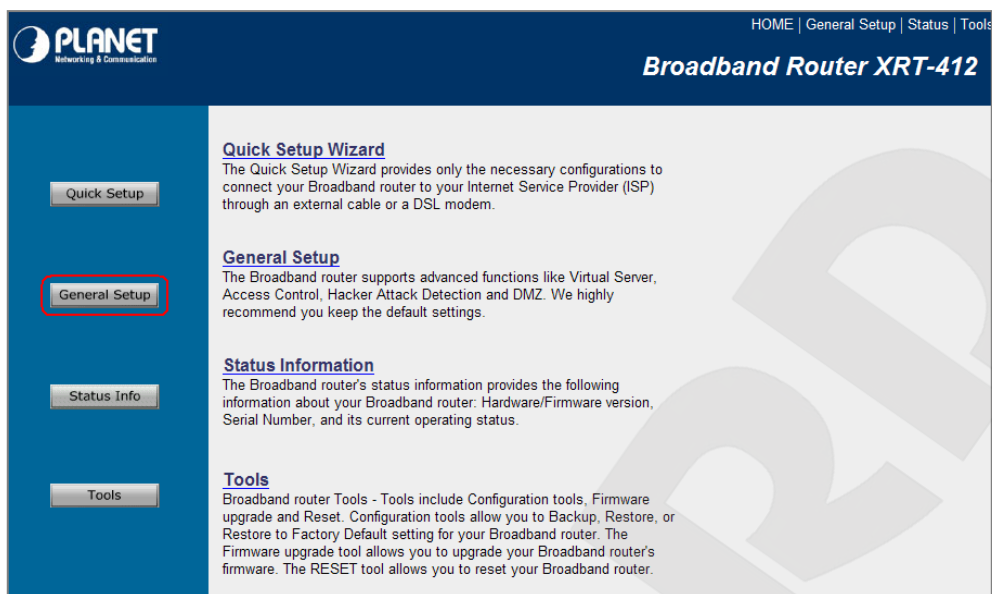 PLANET
Networking & Communication
HOME | General Setup | Status | Tools
Broadband Router XRT-412
Quick Setup
General Setup
Status Info
Tools
Quick Setup Wizard
The Quick Setup Wizard provides only the necessary configurations to
connect your Broadband router to your Internet Service Provider (ISP)
through an external cable or a DSL modem.
General Setup
The Broadband router supports advanced functions like Virtual Server,
Access Control, Hacker Attack Detection and DMZ. We highly
recommend you keep the default settings.
Status Information
The Broadband router's status information provides the following
information about your Broadband router: Hardware/Firmware version,
Serial Number, and its current operating status.
Tools
Broadband router Tools - Tools include Configuration tools, Firmware
upgrade and Reset. Configuration tools allow you to Backup, Restore, or
Restore to Factory Default setting for your Broadband router. The
Firmware upgrade tool allows you to upgrade your Broadband router's
firmware. The RESET tool allows you to reset your Broadband router.